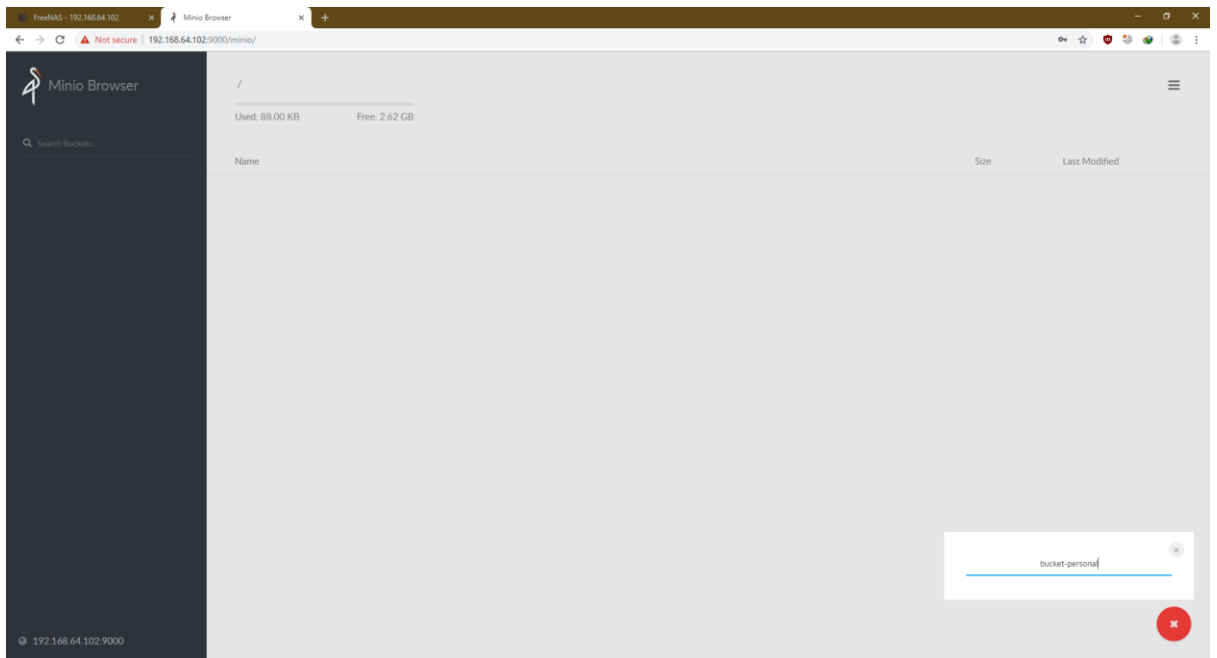 FreeNAS - 192.168.64.102
Minio Browser
Not secure | 192.168.64.102:9000/minio/
Minio Browser
/
Used: 88.00 KB Free: 2.62 GB
Search Buckets...
Name Size Last Modified
bucket-personal
192.168.64.102:9000